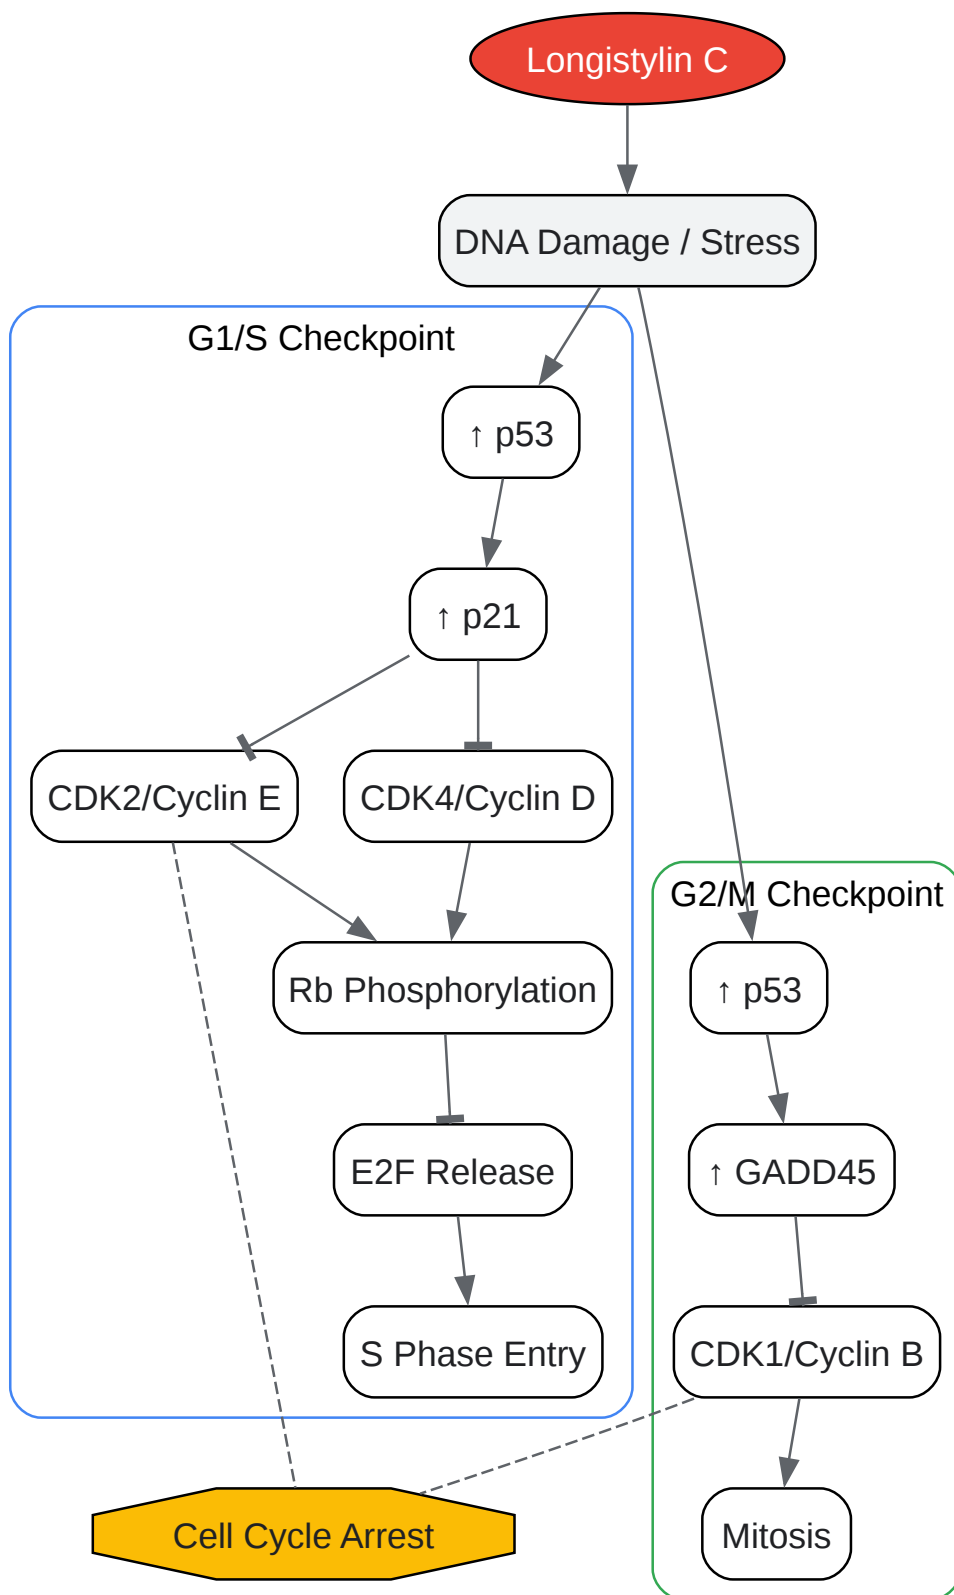 Longistylin C
DNA Damage / Stress
G1/S Checkpoint
↑ p53
↑ p21
CDK2/Cyclin E
CDK4/Cyclin D
Rb Phosphorylation
E2F Release
S Phase Entry
G2/M Checkpoint
↑ p53
↑ GADD45
CDK1/Cyclin B
Mitosis
Cell Cycle Arrest